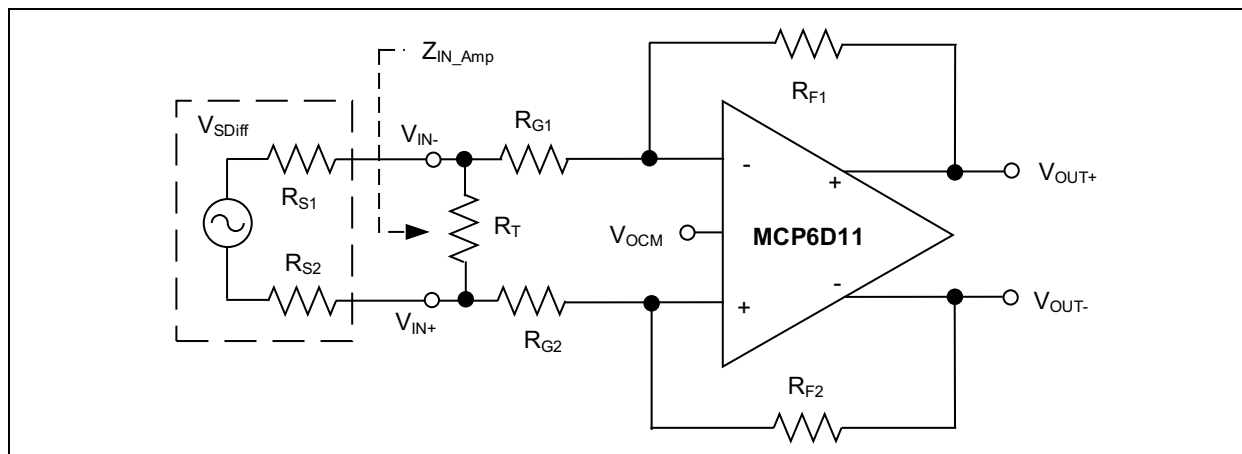 Z_IN_Amp
R_F1
V_SDiff
V_IN-
R_G1
R_S1
-
+
V_OUT+
R_T
V_OCM
MCP6D11
R_S2
-
+
V_OUT-
V_IN+
R_G2
R_F2